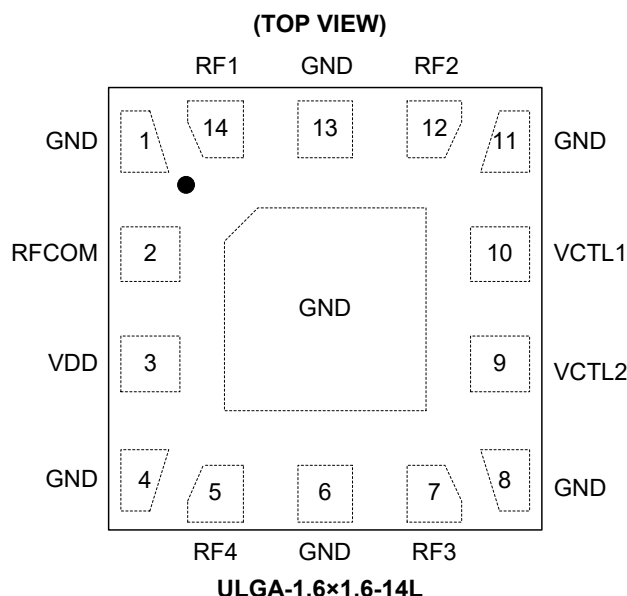 (TOP VIEW)
RF1 GND RF2
14 13 12
GND 1 11 GND
RFCOM 2 10 VCTL1
GND
VDD 3 9 VCTL2
GND 4 8 GND
5 6 7
RF4 GND RF3
ULGA-1.6×1.6-14L